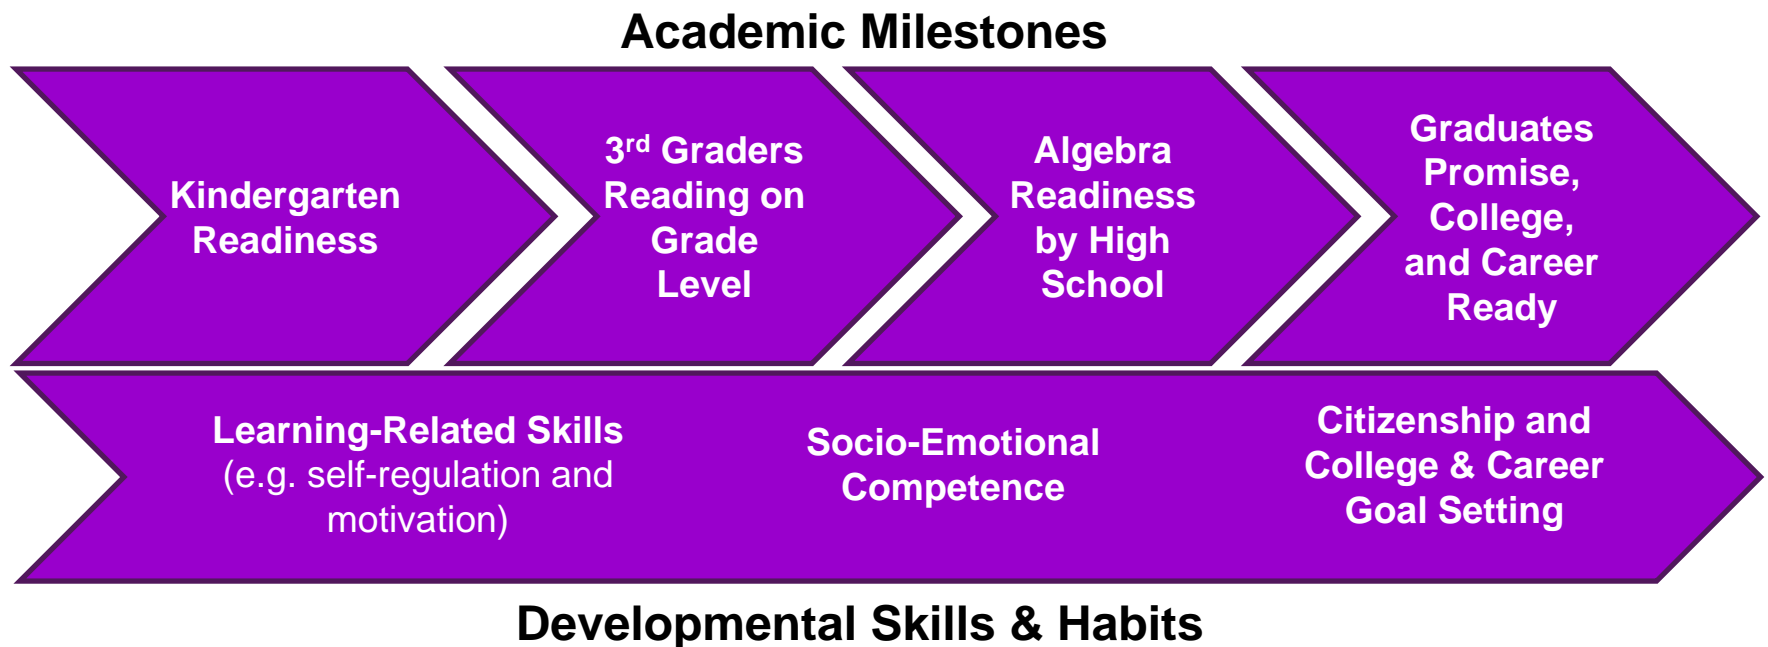 Academic Milestones
Kindergarten
Readiness
3rd Graders
Reading on
Grade
Level
Algebra
Readiness
by High
School
Graduates
Promise,
College,
and Career
Ready
Learning-Related Skills
(e.g. self-regulation and
motivation)
Socio-Emotional
Competence
Citizenship and
College & Career
Goal Setting
Developmental Skills & Habits